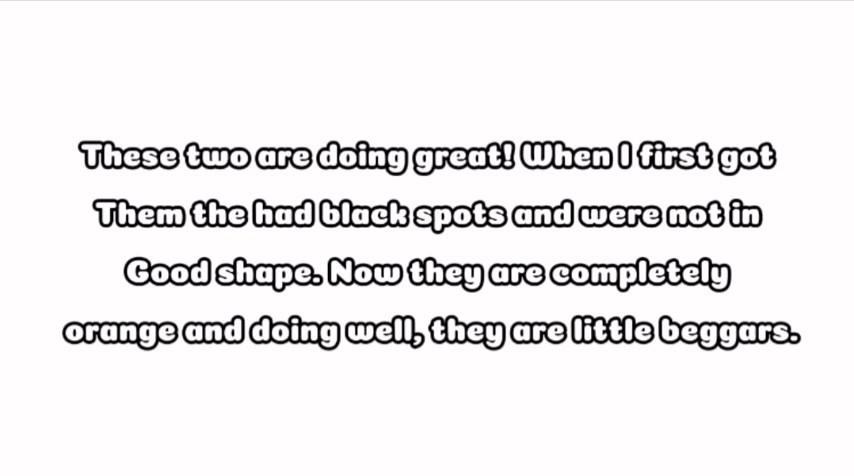 These two are doing great! When I first got
Them the had black spots and were not in
Good shape. Now they are completely
orange and doing well, they are little beggars.